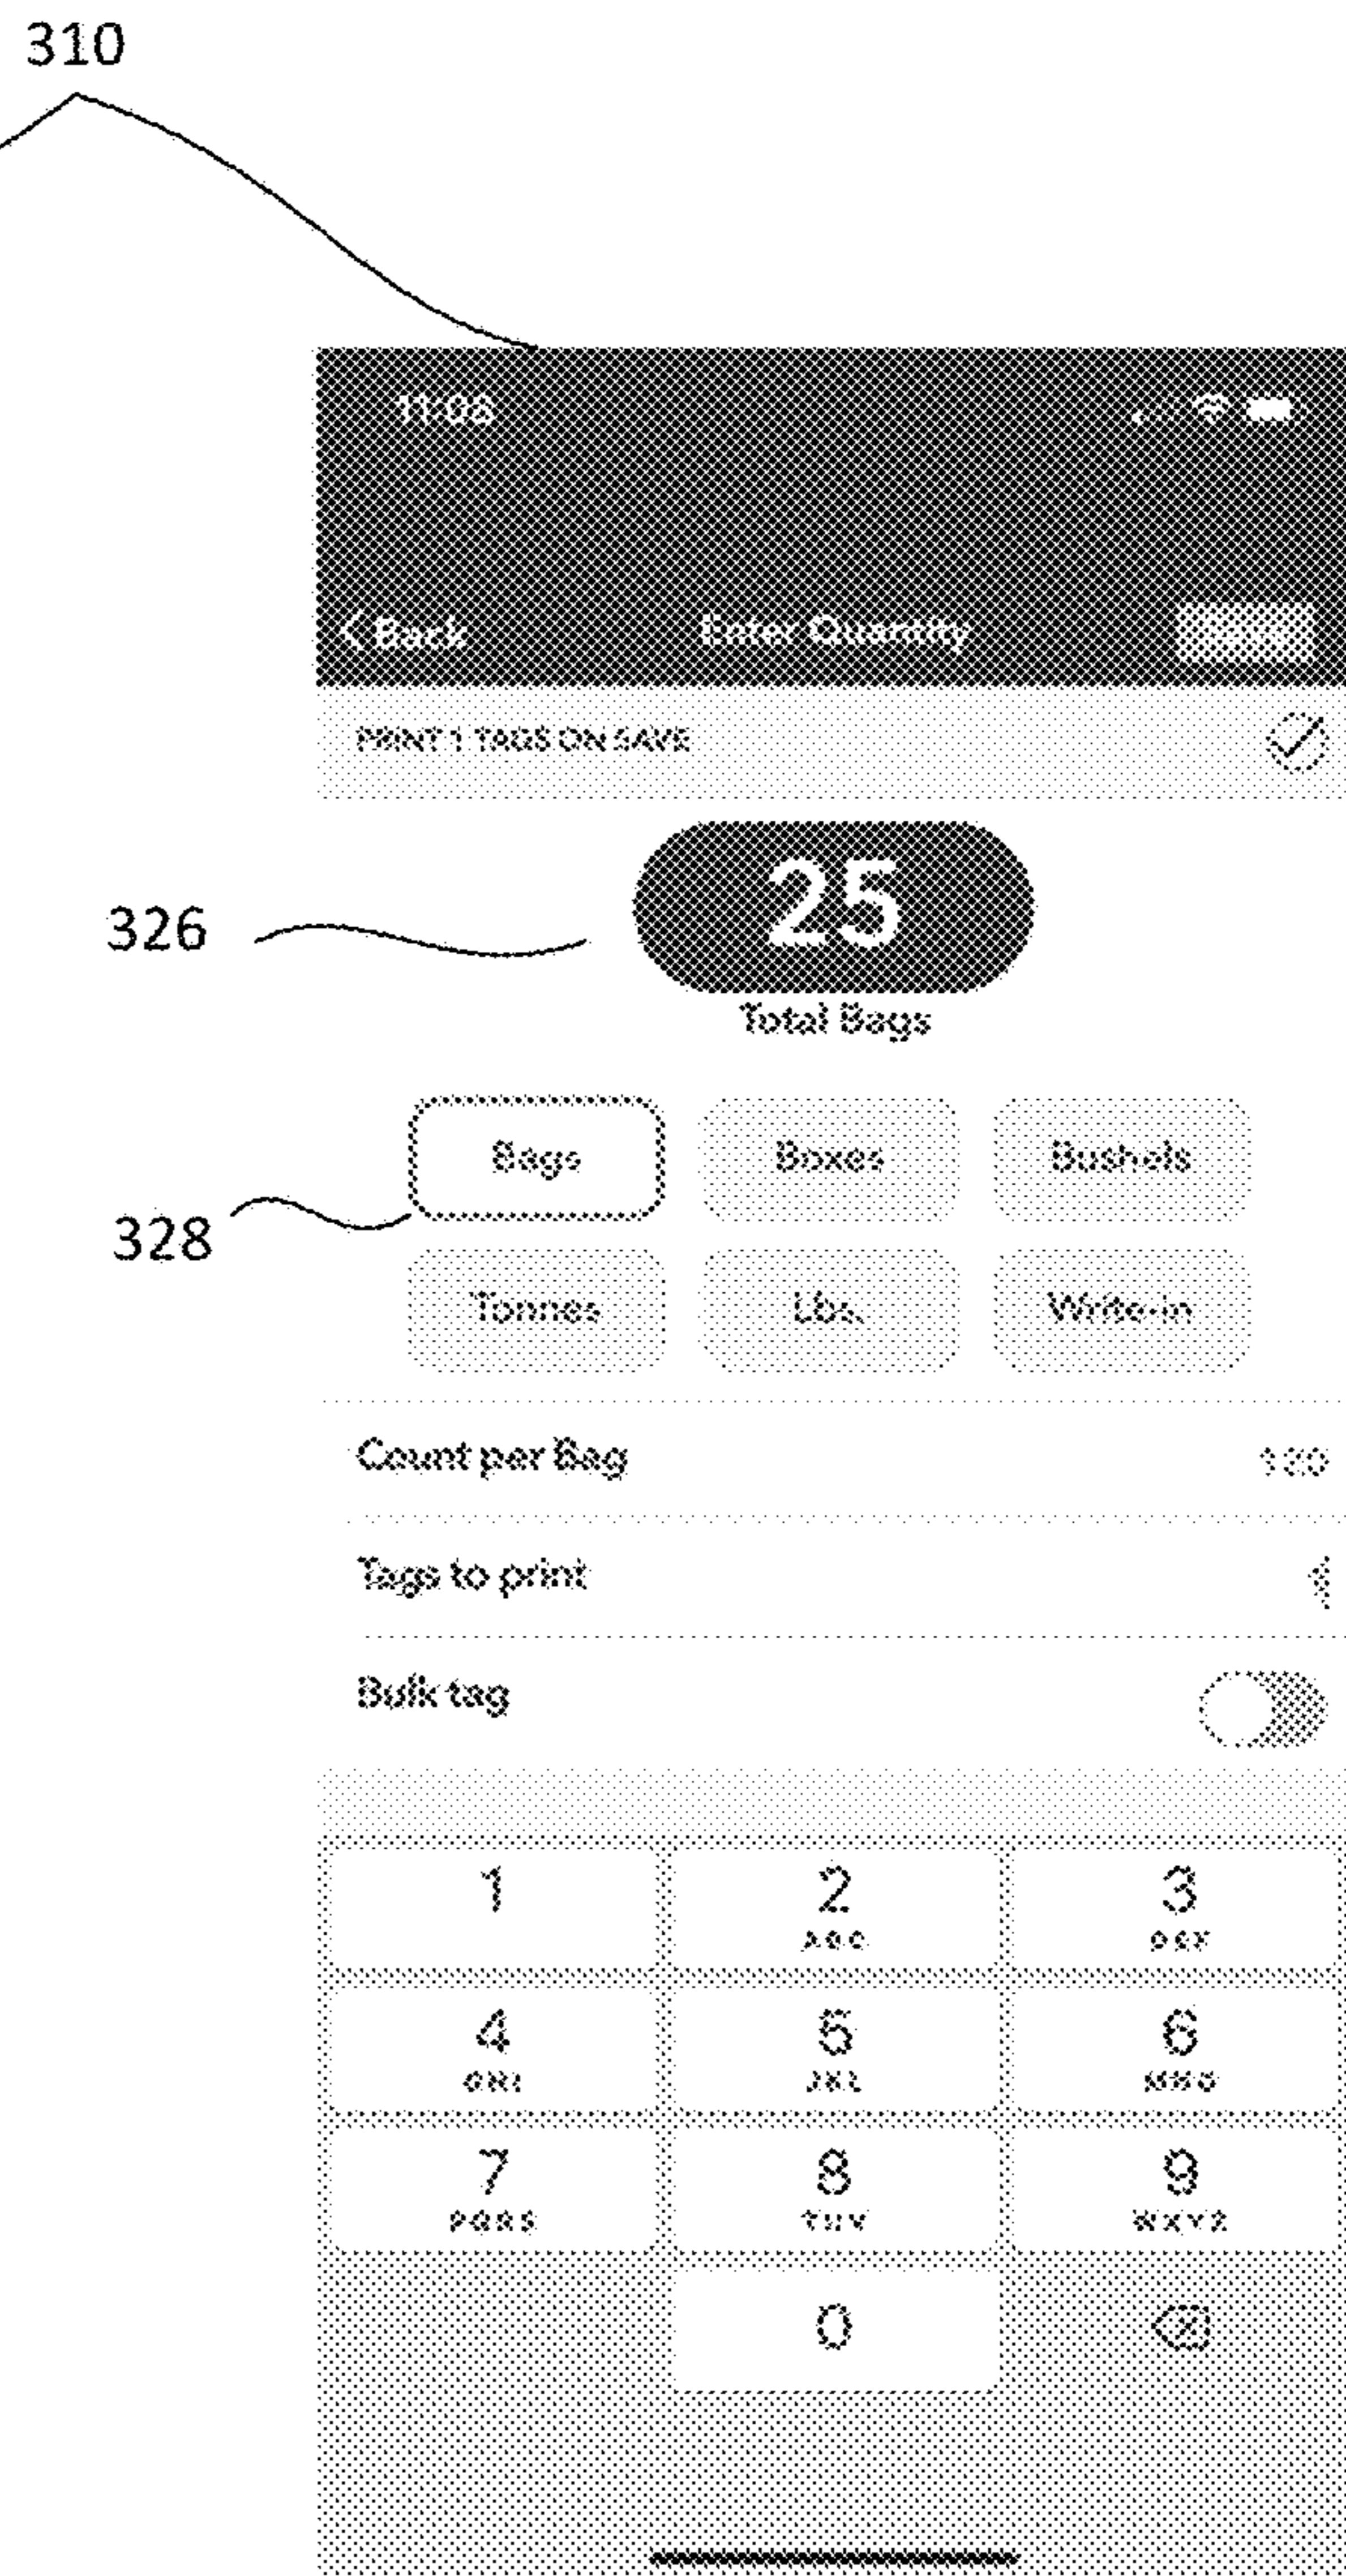 310
11:08
Back Enter Quantity
PRINT 1 TAGS ON SAVE
25
326
Total Bags
Bags Boxes Bushels
328
Tonnes Lbs. Write-in
Count per Bag 120
Tags to print
Bulk tag
1 2 3
ABC DEF
4 5 6
GHI JKL MNO
7 8 9
PQRS TUV WXYZ
0